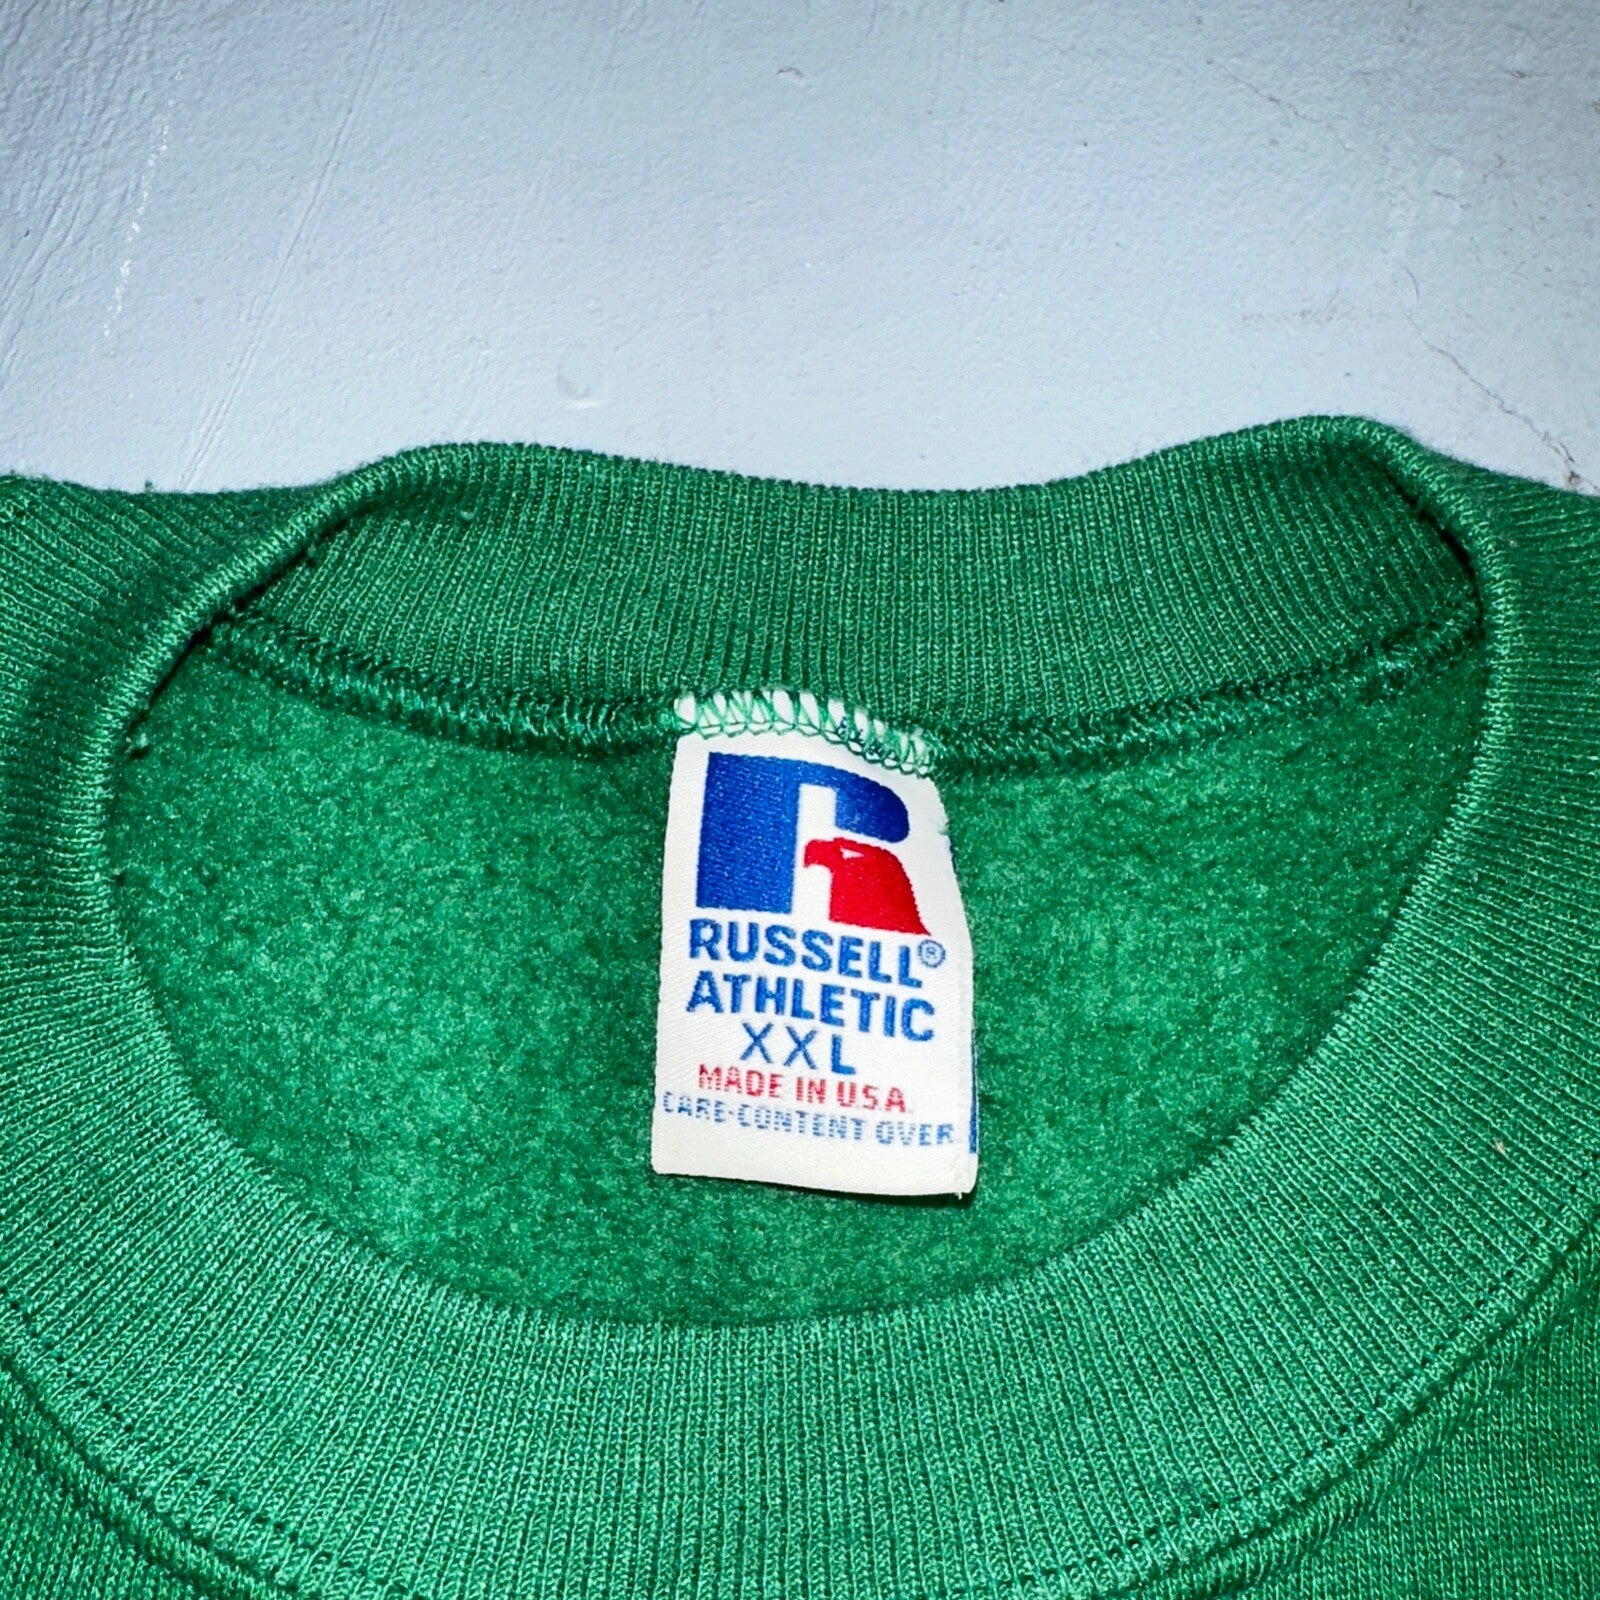 RUSSELL®
ATHLETIC
XXL
MADE IN U.S.A.
CARE-CONTENT OVER